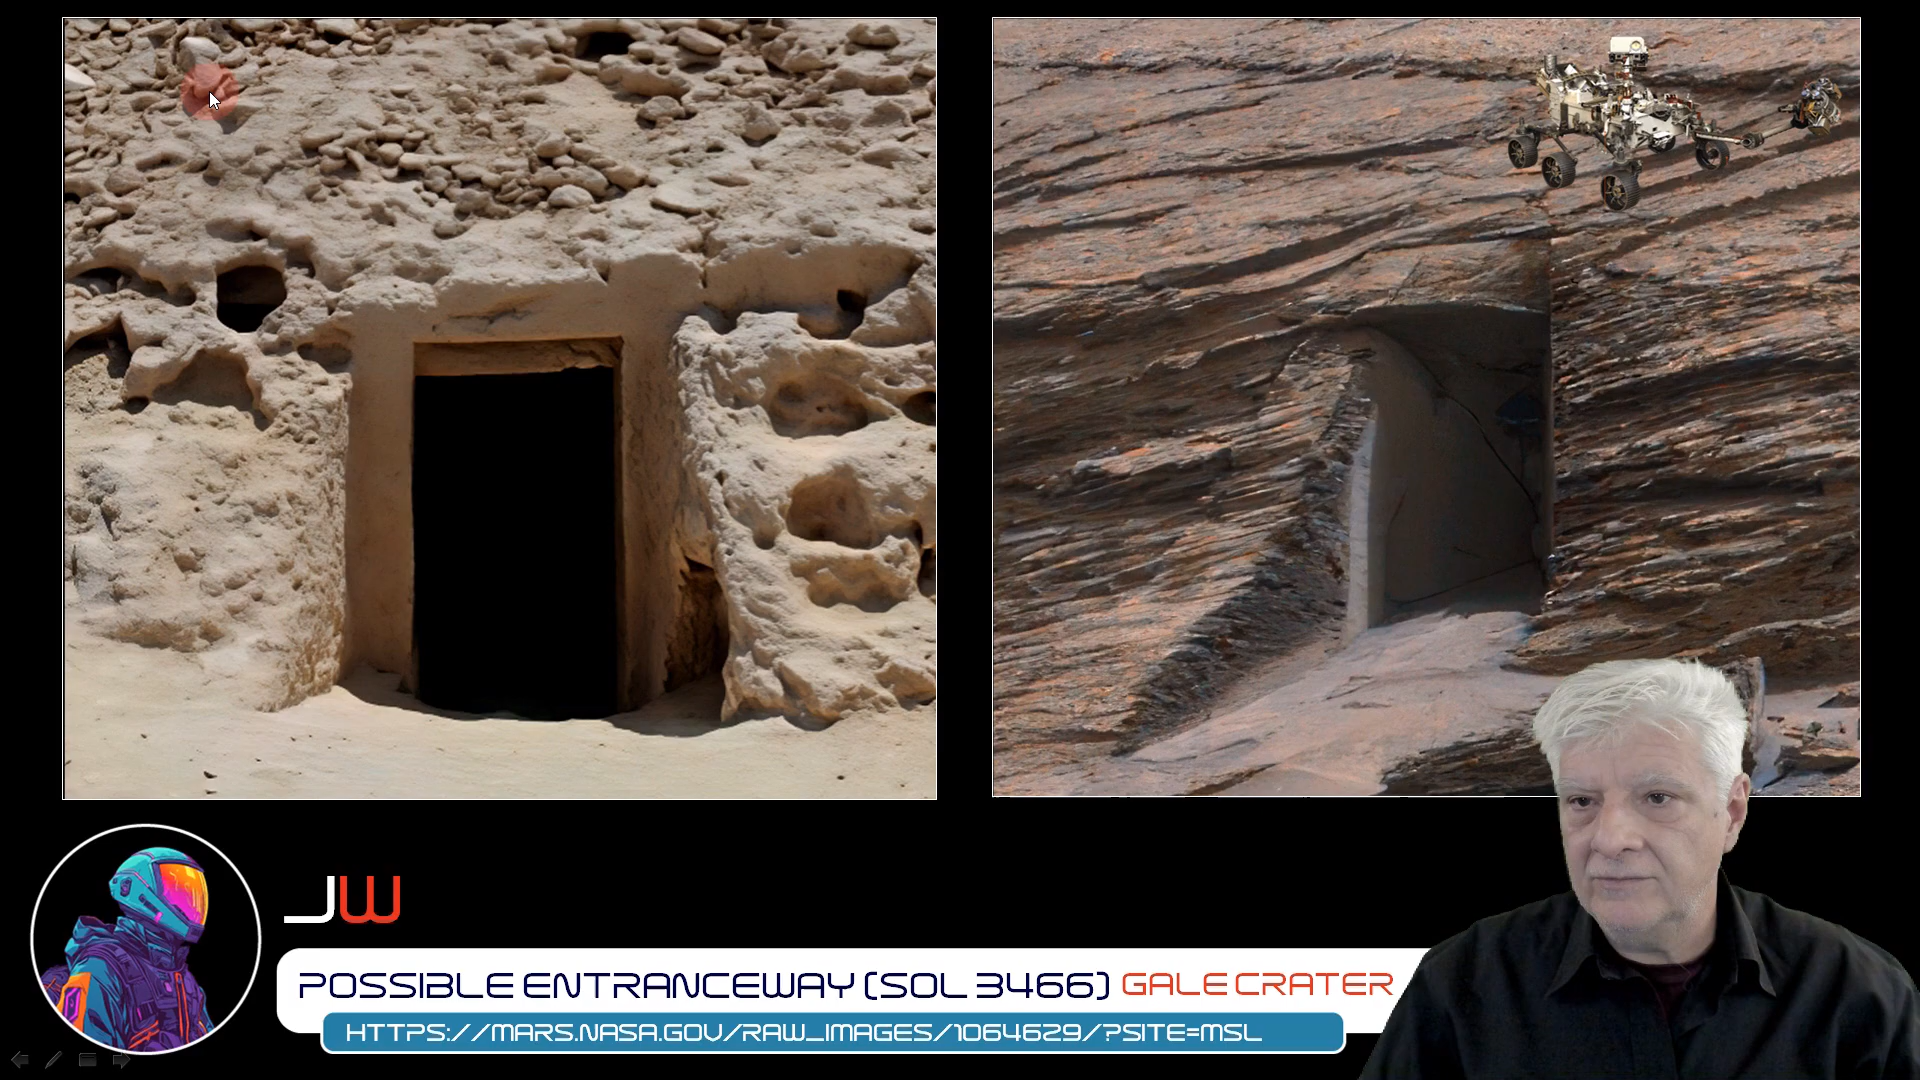 JW
POSSIBLE ENTRANCEWAY (SOL 3466) GALE CRATER
HTTPS://MARS.NASA.GOV/RAW_IMAGES/1064629/?SITE=MSL